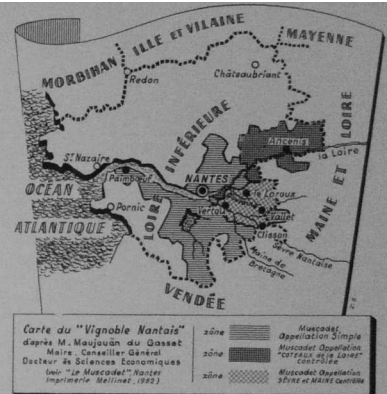 MORBIHAN
ILLE ET VILAINE
MAYENNE
Redon
Châteaubriant
MAINE ET LOIRE
LOIRE INFÉRIEURE
Ancenis
la Loire
St. Nazaire
Paimbœuf
NANTES
le Loroux
OCÉAN
ATLANTIQUE
Pornic
Vertou
Vallet
Clisson
Sèvre Nantaise
Maine de
Bretagne
VENDÉE
Carte du "Vignoble Nantais"
d'après M. Maujouän du Gasset
Maire, Conseiller Général
Docteur ès Sciences Economiques
(voir "Le Muscadet", Nantes
Imprimerie Mellinet, 1952)
zône
Muscadet
Appellation Simple
zône
Muscadet Appellation
"COTEAUX de la LOIRE"
contrôlée
zône
Muscadet Appellation
SÈVRE et MAINE Contrôlée